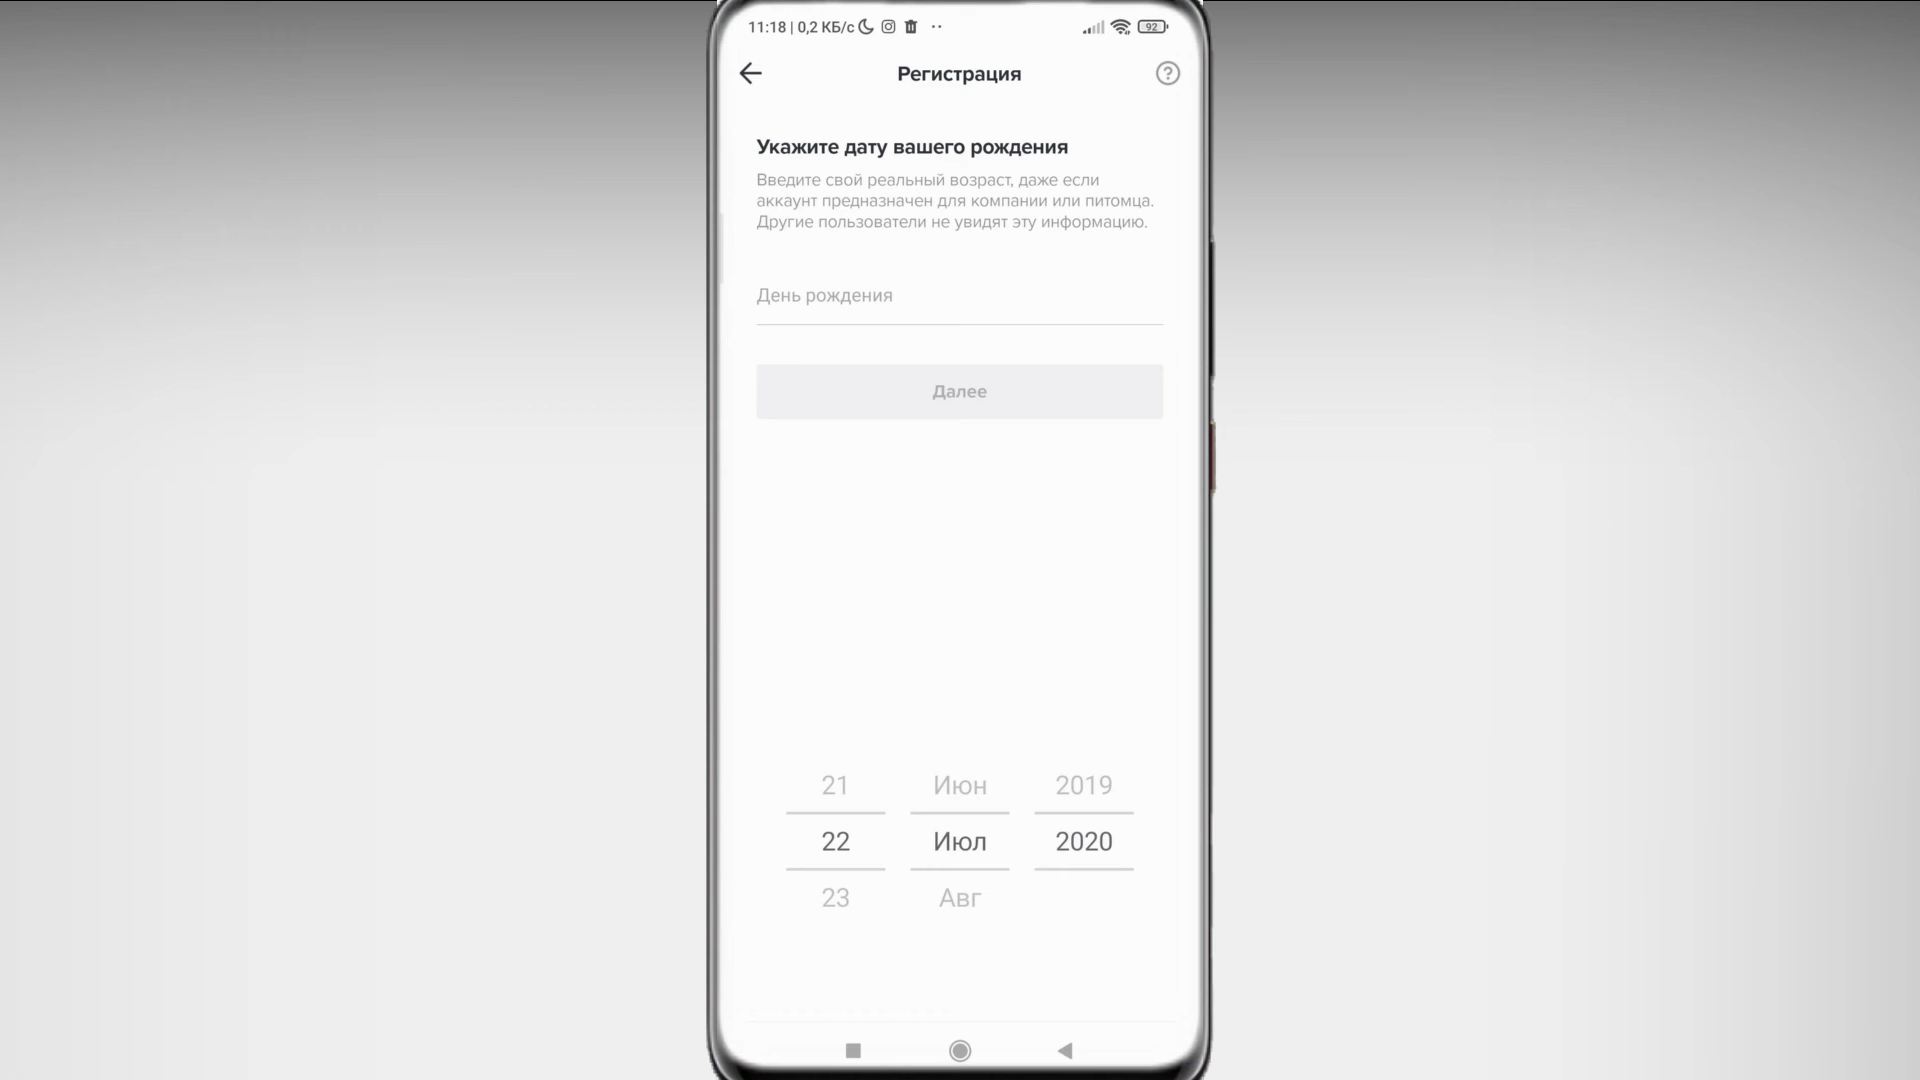 11:18 | 0,2 КБ/с
92
Регистрация
Укажите дату вашего рождения
Введите свой реальный возраст, даже если
аккаунт предназначен для компании или питомца.
Другие пользователи не увидят эту информацию.
День рождения
Далее
21 Июн 2019
22 Июл 2020
23 Авг